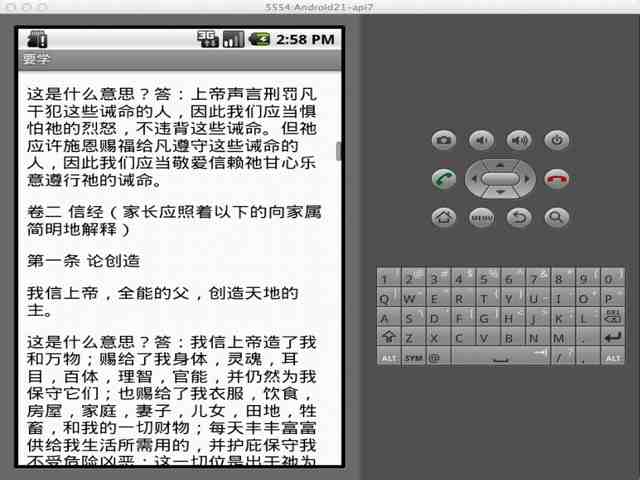 5554:Android21-api7
3G
2:58 PM
要学
这是什么意思？答：上帝声言刑罚凡
干犯这些诫命的人，因此我们应当惧
怕祂的烈怒，不违背这些诫命。但祂
应许施恩赐福给凡遵守这些诫命的
人，因此我们应当敬爱信赖祂甘心乐
意遵行祂的诫命。
卷二 信经（家长应照着以下的向家属
简明地解释）
第一条 论创造
我信上帝，全能的父，创造天地的
主。
这是什么意思？答：我信上帝造了我
和万物；赐给了我身体，灵魂，耳
目，百体，理智，官能，并仍然为我
保守它们；也赐给了我衣服，饮食，
房屋，家庭，妻子，儿女，田地，牲
畜，和我的一切财物；每天丰丰富富
供给我生活所需用的，并护庇保守我
不受危险凶恶；这一切位是出于祂为
MENU
1 2 3 4 5 6 7 8 9 0
Q W E R T Y U I O P
A S D F G H J K L DEL
Z X C V B N M .
ALT SYM @ / , ALT